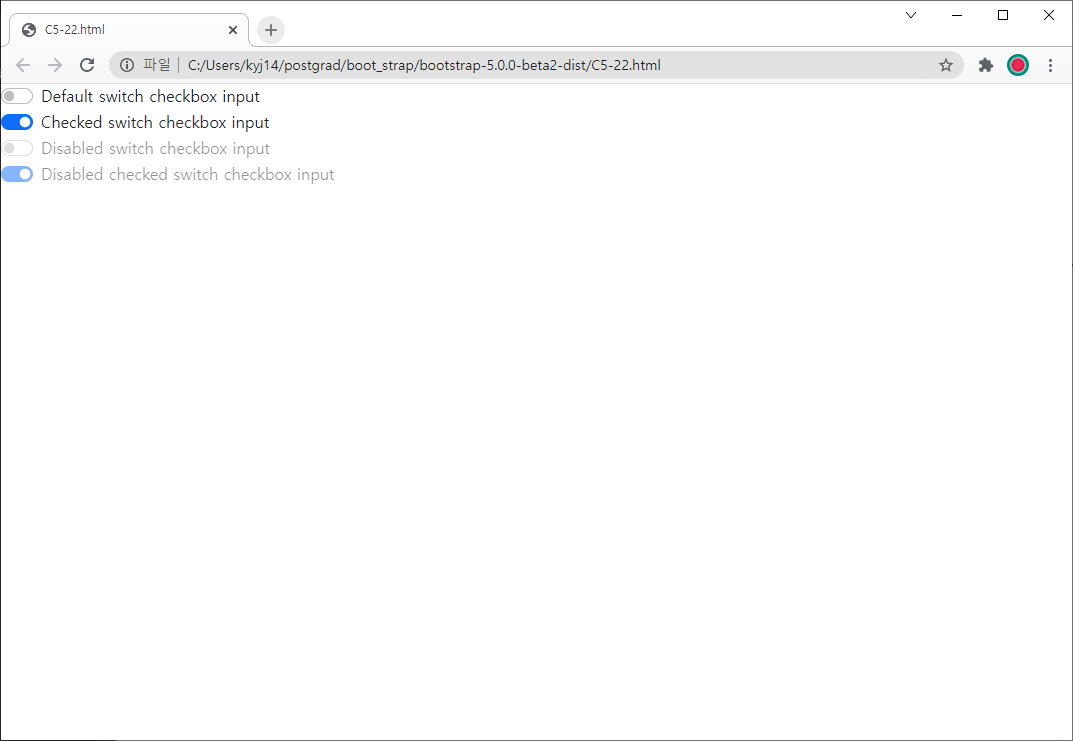 C5-22.html
파일 C:/Users/kyj14/postgrad/boot_strap/bootstrap-5.0.0-beta2-dist/C5-22.html
Default switch checkbox input
Checked switch checkbox input
Disabled switch checkbox input
Disabled checked switch checkbox input